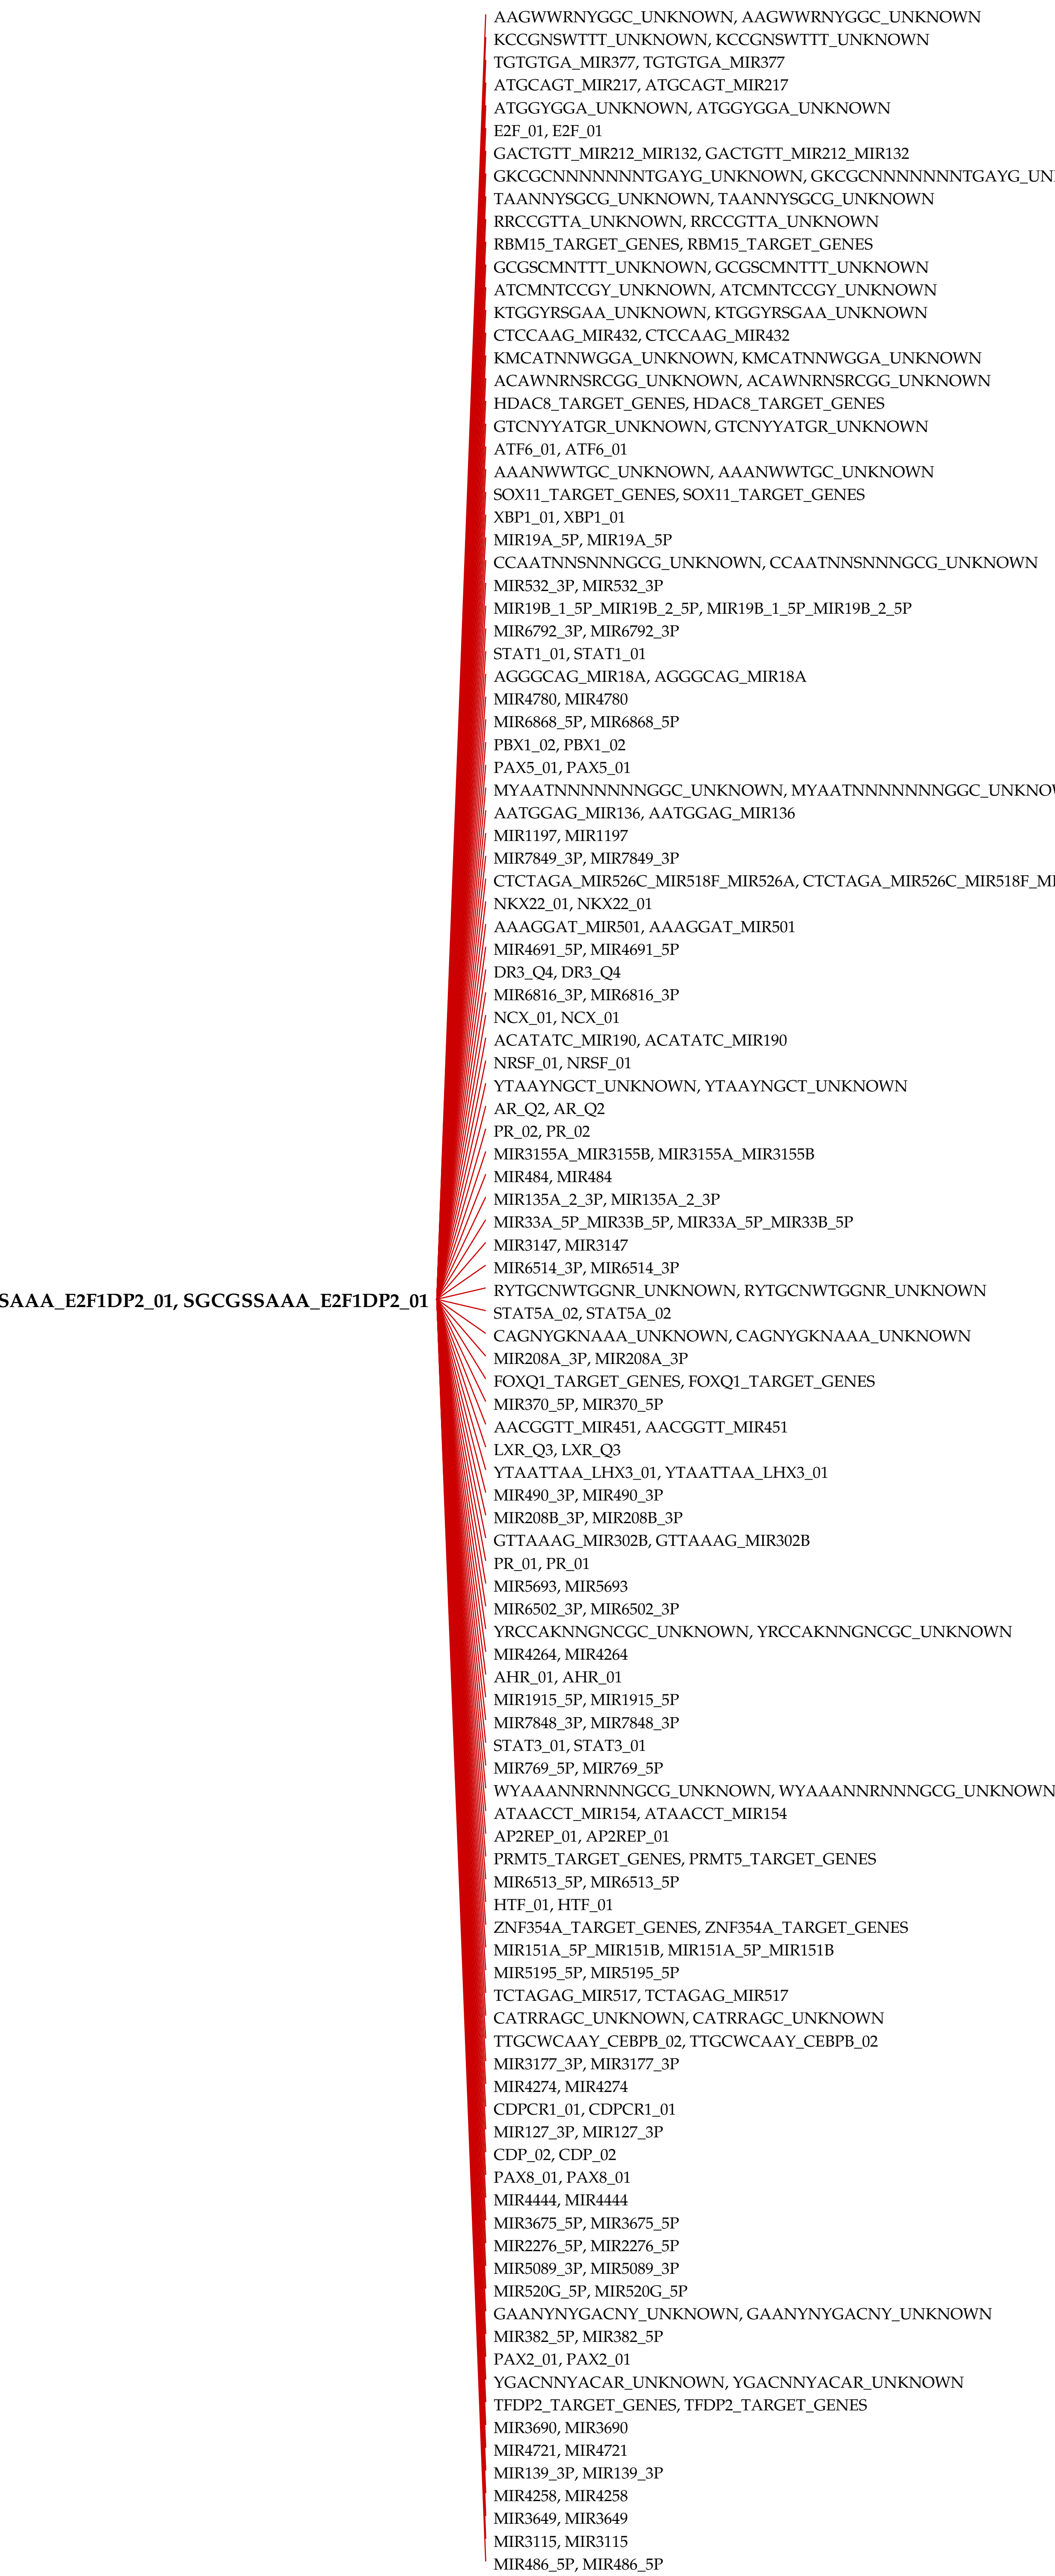 AAGWWRNYGGC_UNKNOWN, AAGWWRNYGGC_UNKNOWN
KCCGNSWTTT_UNKNOWN, KCCGNSWTTT_UNKNOWN
TGTGTGA_MIR377, TGTGTGA_MIR377
ATGCAGT_MIR217, ATGCAGT_MIR217
ATGGYGGA_UNKNOWN, ATGGYGGA_UNKNOWN
E2F_01, E2F_01
GACTGTT_MIR212_MIR132, GACTGTT_MIR212_MIR132
GKCGCNNNNNNNTGAYG_UNKNOWN, GKCGCNNNNNNNTGAYG_UN
TAANNYSGCG_UNKNOWN, TAANNYSGCG_UNKNOWN
RRCCGTTA_UNKNOWN, RRCCGTTA_UNKNOWN
RBM15_TARGET_GENES, RBM15_TARGET_GENES
GCGSCMNTTT_UNKNOWN, GCGSCMNTTT_UNKNOWN
ATCMNTCCGY_UNKNOWN, ATCMNTCCGY_UNKNOWN
KTGGYRSGAA_UNKNOWN, KTGGYRSGAA_UNKNOWN
CTCCAAG_MIR432, CTCCAAG_MIR432
KMCATNNWGGA_UNKNOWN, KMCATNNWGGA_UNKNOWN
ACAWNRNSRCGG_UNKNOWN, ACAWNRNSRCGG_UNKNOWN
HDAC8_TARGET_GENES, HDAC8_TARGET_GENES
GTCNYYATGR_UNKNOWN, GTCNYYATGR_UNKNOWN
ATF6_01, ATF6_01
AAANWWTGC_UNKNOWN, AAANWWTGC_UNKNOWN
SOX11_TARGET_GENES, SOX11_TARGET_GENES
XBP1_01, XBP1_01
MIR19A_5P, MIR19A_5P
CCAATNNSNNNGCG_UNKNOWN, CCAATNNSNNNGCG_UNKNOWN
MIR532_3P, MIR532_3P
MIR19B_1_5P_MIR19B_2_5P, MIR19B_1_5P_MIR19B_2_5P
MIR6792_3P, MIR6792_3P
STAT1_01, STAT1_01
AGGGCAG_MIR18A, AGGGCAG_MIR18A
MIR4780, MIR4780
MIR6868_5P, MIR6868_5P
PBX1_02, PBX1_02
PAX5_01, PAX5_01
MYAATNNNNNNNGGC_UNKNOWN, MYAATNNNNNNNGGC_UNKNOW
AATGGAG_MIR136, AATGGAG_MIR136
MIR1197, MIR1197
MIR7849_3P, MIR7849_3P
CTCTAGA_MIR526C_MIR518F_MIR526A, CTCTAGA_MIR526C_MIR518F_MI
NKX22_01, NKX22_01
AAAGGAT_MIR501, AAAGGAT_MIR501
MIR4691_5P, MIR4691_5P
DR3_Q4, DR3_Q4
MIR6816_3P, MIR6816_3P
NCX_01, NCX_01
ACATATC_MIR190, ACATATC_MIR190
NRSF_01, NRSF_01
YTAAYNGCT_UNKNOWN, YTAAYNGCT_UNKNOWN
AR_Q2, AR_Q2
PR_02, PR_02
MIR3155A_MIR3155B, MIR3155A_MIR3155B
MIR484, MIR484
MIR135A_2_3P, MIR135A_2_3P
MIR33A_5P_MIR33B_5P, MIR33A_5P_MIR33B_5P
MIR3147, MIR3147
MIR6514_3P, MIR6514_3P
RYTGCNWTGGNR_UNKNOWN, RYTGCNWTGGNR_UNKNOWN
SAAA_E2F1DP2_01, SGCGSSAAA_E2F1DP2_01
STAT5A_02, STAT5A_02
CAGNYGKNAAA_UNKNOWN, CAGNYGKNAAA_UNKNOWN
MIR208A_3P, MIR208A_3P
FOXQ1_TARGET_GENES, FOXQ1_TARGET_GENES
MIR370_5P, MIR370_5P
AACGGTT_MIR451, AACGGTT_MIR451
LXR_Q3, LXR_Q3
YTAATTAA_LHX3_01, YTAATTAA_LHX3_01
MIR490_3P, MIR490_3P
MIR208B_3P, MIR208B_3P
GTTAAAG_MIR302B, GTTAAAG_MIR302B
PR_01, PR_01
MIR5693, MIR5693
MIR6502_3P, MIR6502_3P
YRCCAKNNGNCGC_UNKNOWN, YRCCAKNNGNCGC_UNKNOWN
MIR4264, MIR4264
AHR_01, AHR_01
MIR1915_5P, MIR1915_5P
MIR7848_3P, MIR7848_3P
STAT3_01, STAT3_01
MIR769_5P, MIR769_5P
WYAAANNRNNNGCG_UNKNOWN, WYAAANNRNNNGCG_UNKNOWN
ATAACCT_MIR154, ATAACCT_MIR154
AP2REP_01, AP2REP_01
PRMT5_TARGET_GENES, PRMT5_TARGET_GENES
MIR6513_5P, MIR6513_5P
HTF_01, HTF_01
ZNF354A_TARGET_GENES, ZNF354A_TARGET_GENES
MIR151A_5P_MIR151B, MIR151A_5P_MIR151B
MIR5195_5P, MIR5195_5P
TCTAGAG_MIR517, TCTAGAG_MIR517
CATRRAGC_UNKNOWN, CATRRAGC_UNKNOWN
TTGCWCAAY_CEBPB_02, TTGCWCAAY_CEBPB_02
MIR3177_3P, MIR3177_3P
MIR4274, MIR4274
CDPCR1_01, CDPCR1_01
MIR127_3P, MIR127_3P
CDP_02, CDP_02
PAX8_01, PAX8_01
MIR4444, MIR4444
MIR3675_5P, MIR3675_5P
MIR2276_5P, MIR2276_5P
MIR5089_3P, MIR5089_3P
MIR520G_5P, MIR520G_5P
GAANYNYGACNY_UNKNOWN, GAANYNYGACNY_UNKNOWN
MIR382_5P, MIR382_5P
PAX2_01, PAX2_01
YGACNNYACAR_UNKNOWN, YGACNNYACAR_UNKNOWN
TFDP2_TARGET_GENES, TFDP2_TARGET_GENES
MIR3690, MIR3690
MIR4721, MIR4721
MIR139_3P, MIR139_3P
MIR4258, MIR4258
MIR3649, MIR3649
MIR3115, MIR3115
MIR486_5P, MIR486_5P